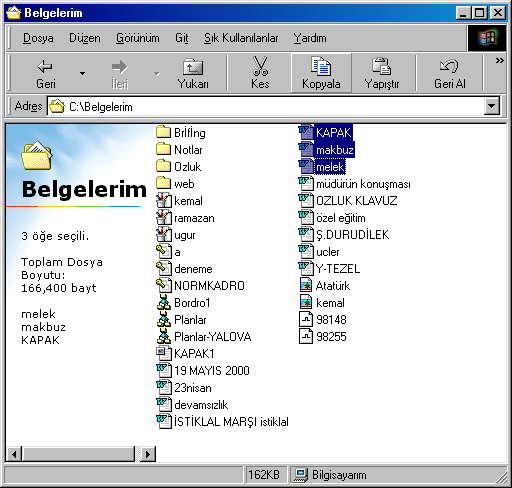 Belgelerim
Dosya Düzen Görünüm Git Sık Kullanılanlar Yardım
Geri İleri Yukarı Kes Kopyala Yapıştır Geri Al »
Adres C:\Belgelerim
Belgelerim
3 öğe seçili.
Toplam Dosya
Boyutu:
166,400 bayt
melek
makbuz
KAPAK
Brifing
Notlar
Ozluk
web
kemal
ramazan
ugur
a
deneme
NORMKADRO
Bordro1
Planlar
Planlar-YALOVA
KAPAK1
19 MAYIS 2000
23nisan
devamsızlık
İSTİKLAL MARŞI istiklal
KAPAK
makbuz
melek
müdürün konuşması
OZLUK KLAVUZ
özel eğitim
Ş.DURUDİLEK
ucler
Y-TEZEL
Atatürk
kemal
98148
98255
162KB Bilgisayarım